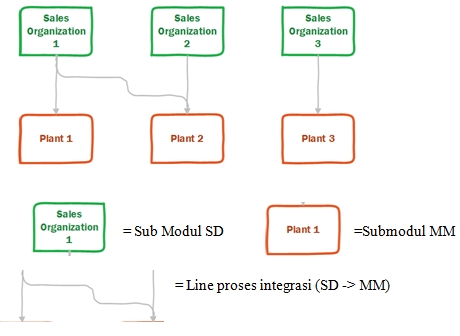 Sales
Organization
1
Sales
Organization
2
Sales
Organization
3
Plant 1
Plant 2
Plant 3
Sales
Organization
1
= Sub Modul SD
Plant 1
=Submodul MM
= Line proses integrasi (SD -> MM)